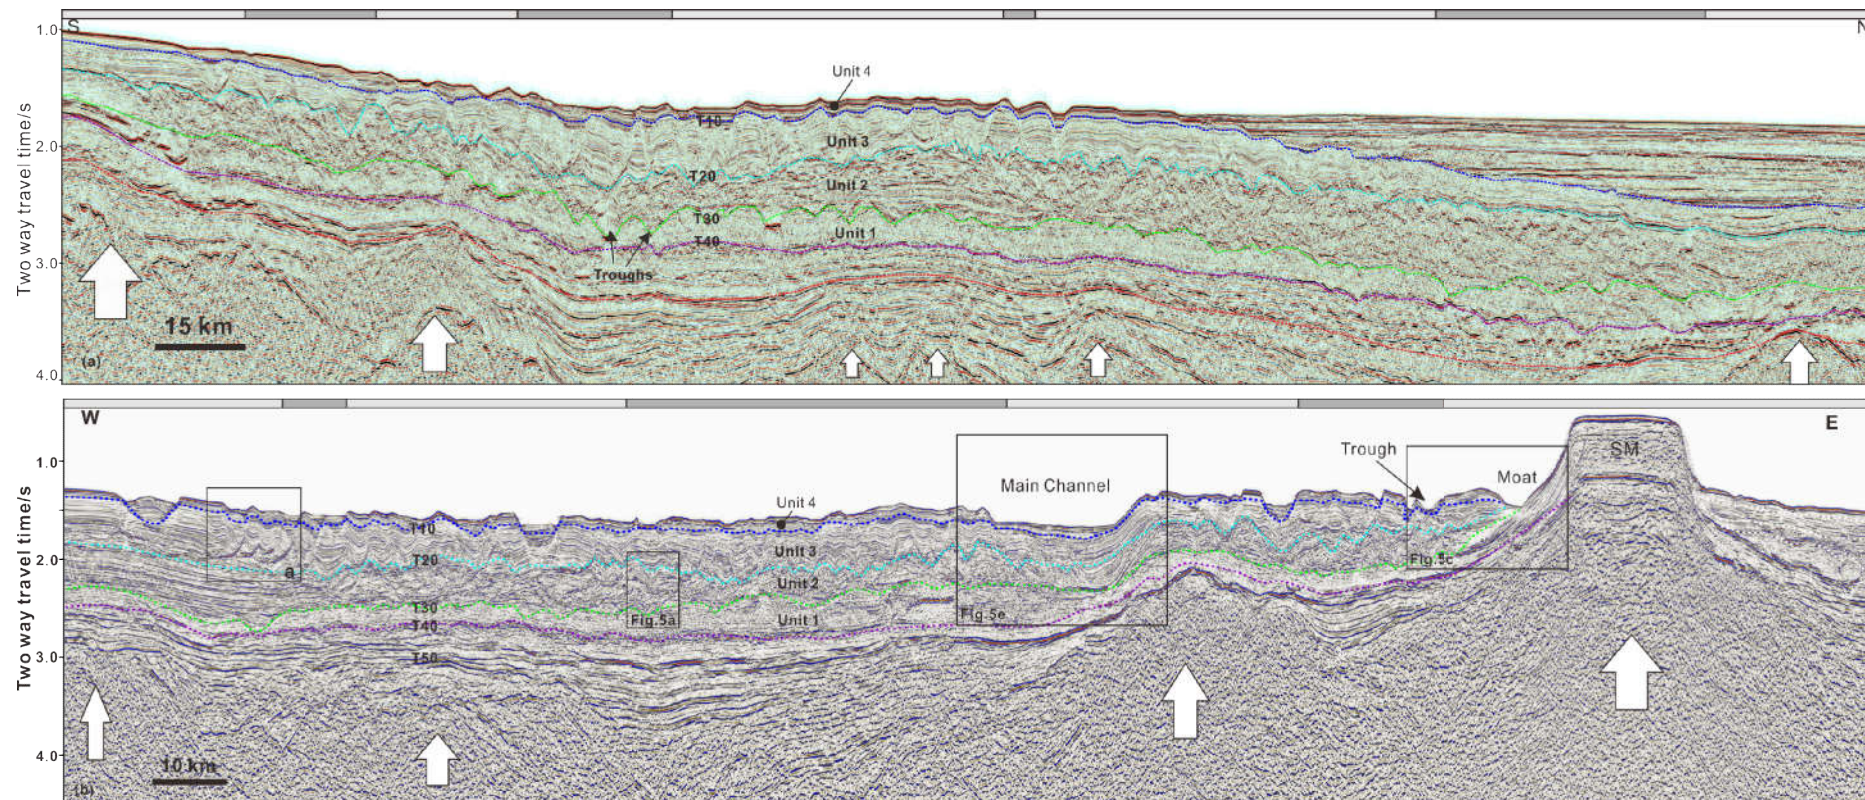 S
N
1.0
Unit 4
T10
Unit 3
2.0
T20
Unit 2
T30
Unit 1
T40
Troughs
3.0
15 km
(a)
4.0
Two way travel time/s
W
E
1.0
Trough
SM
Moat
Main Channel
Unit 4
T10
Unit 3
2.0
T20
a
Unit 2
Fig.5c
T30
Fig.5a
Unit 1
Fig.5e
T40
T50
3.0
4.0
10 km
(b)
Two way travel time/s